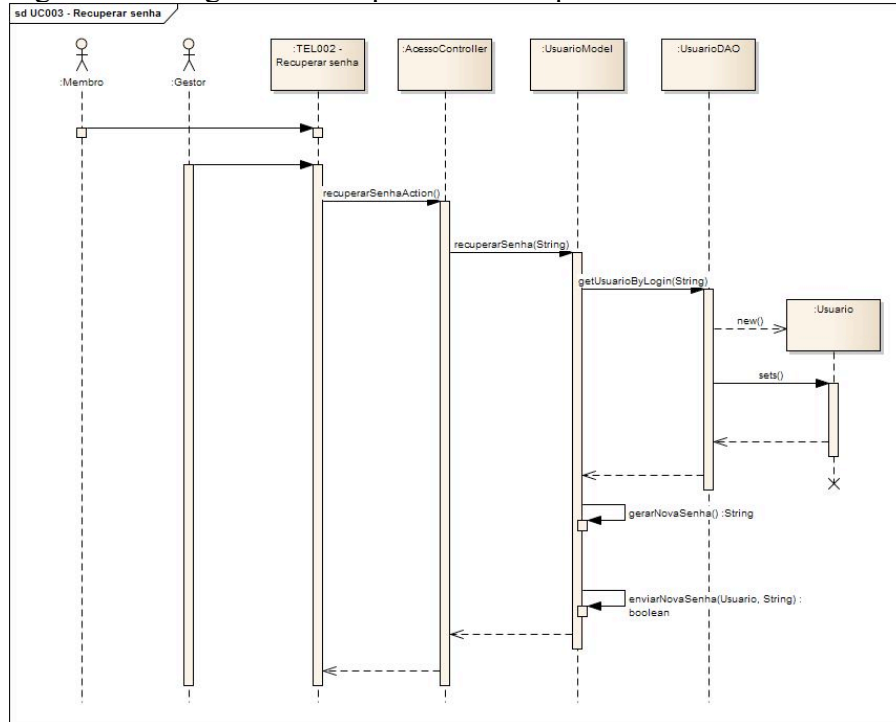 sd UC003 - Recuperar senha
:Membro
:Gestor
:TEL002 -
Recuperar senha
:AcessoController
:UsuarioModel
:UsuarioDAO
recuperarSenhaAction()
recuperarSenha(String)
getUsuarioByLogin(String)
:Usuario
new()
sets()
gerarNovaSenha() :String
enviarNovaSenha(Usuario, String) :
boolean